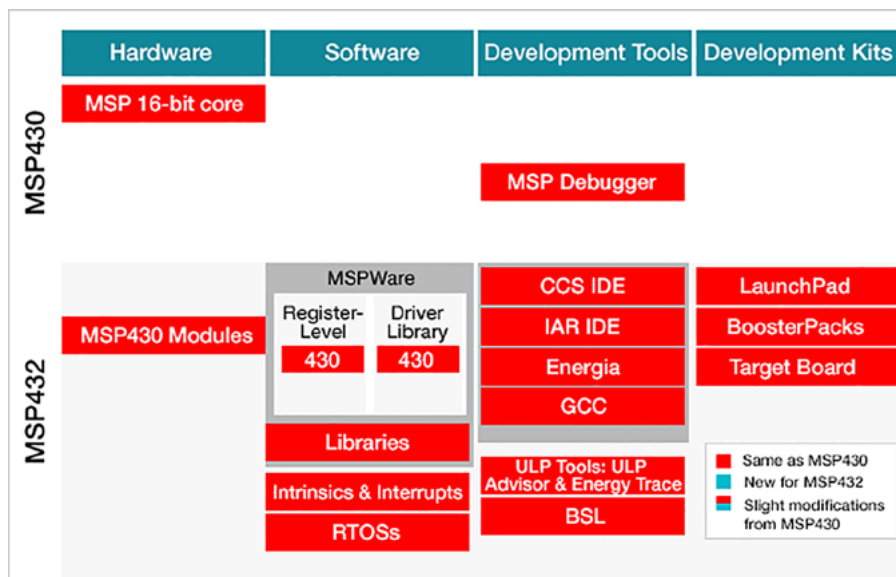 Hardware
Software
Development Tools
Development Kits
MSP430
MSP 16-bit core
MSP Debugger
MSP432
MSP430 Modules
MSPWare
Register-
Level
430
Driver
Library
430
Libraries
Intrinsics & Interrupts
RTOSs
CCS IDE
IAR IDE
Energia
GCC
ULP Tools: ULP
Advisor & Energy Trace
BSL
LaunchPad
BoosterPacks
Target Board
Same as MSP430
New for MSP432
Slight modifications
from MSP430